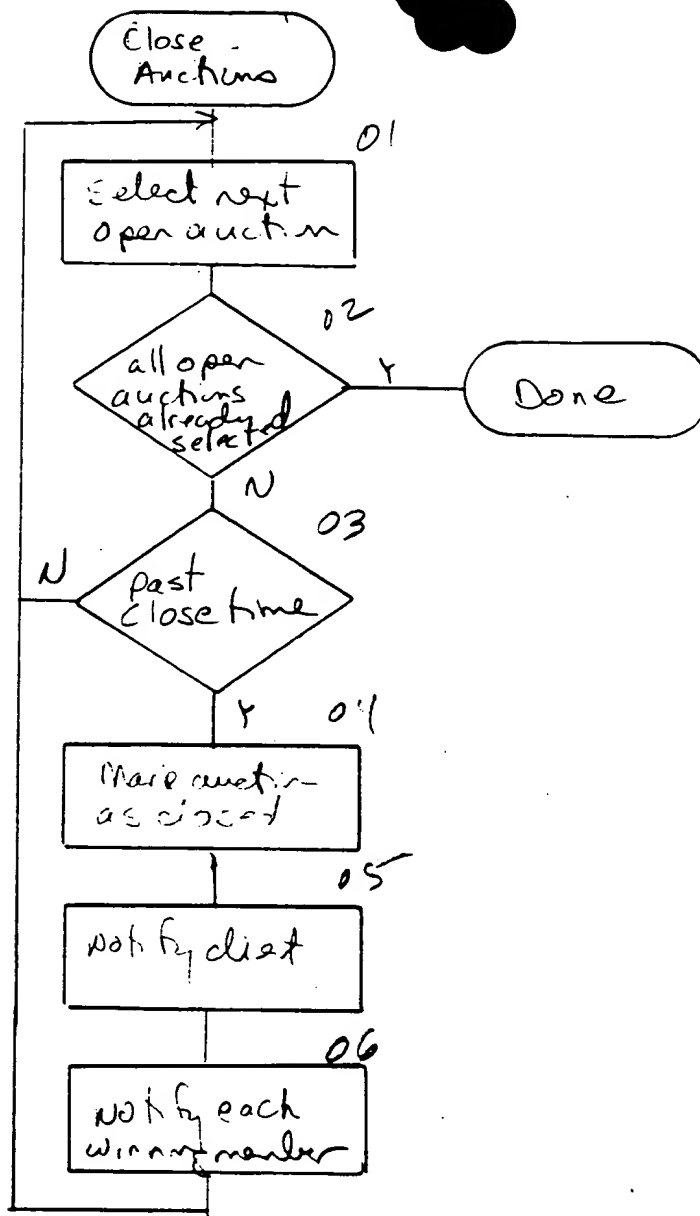 Close
Auctions
01
Select next
open auction
02
all open
auctions
already
selected
Y
Done
N
03
N
past
close time
Y
04
Mark auction
as closed
05
Notify client
06
Notify each
winning member